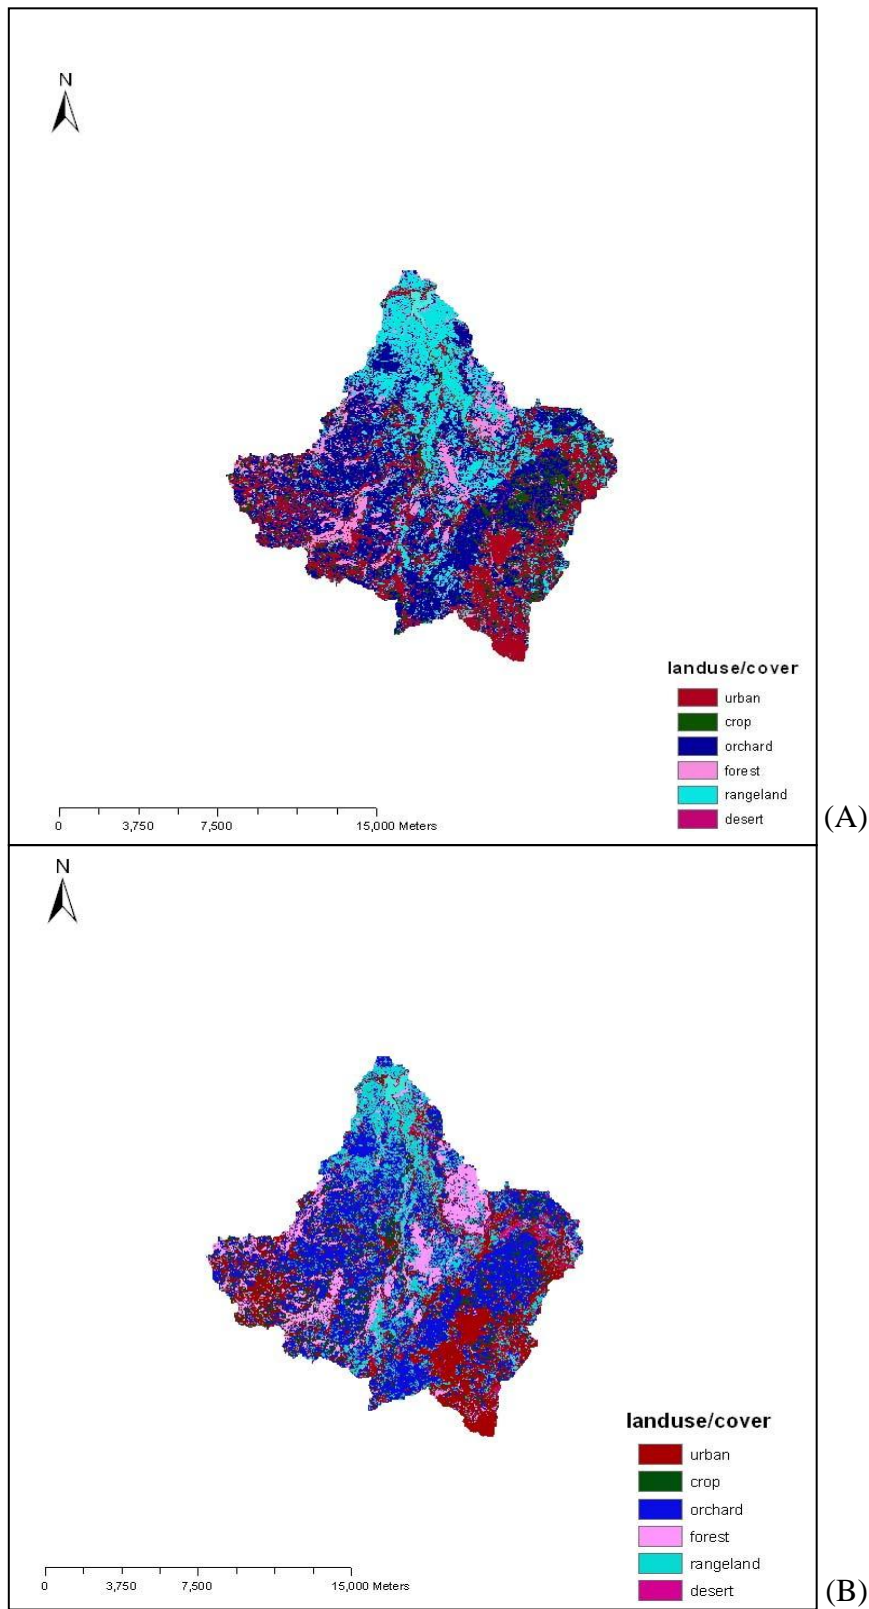 N
landuse/cover
urban
crop
orchard
forest
rangeland
desert
0 3,750 7,500 15,000 Meters
(A)
N
landuse/cover
urban
crop
orchard
forest
rangeland
desert
0 3,750 7,500 15,000 Meters
(B)